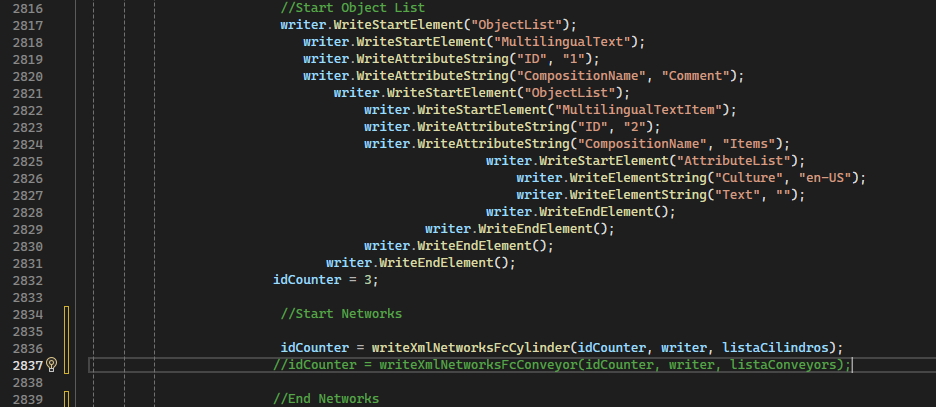 2816 //Start Object List
2817 writer.WriteStartElement("ObjectList");
2818 writer.WriteStartElement("MultilingualText");
2819 writer.WriteAttributeString("ID", "1");
2820 writer.WriteAttributeString("CompositionName", "Comment");
2821 writer.WriteStartElement("ObjectList");
2822 writer.WriteStartElement("MultilingualTextItem");
2823 writer.WriteAttributeString("ID", "2");
2824 writer.WriteAttributeString("CompositionName", "Items");
2825 writer.WriteStartElement("AttributeList");
2826 writer.WriteElementString("Culture", "en-US");
2827 writer.WriteElementString("Text", "");
2828 writer.WriteEndElement();
2829 writer.WriteEndElement();
2830 writer.WriteEndElement();
2831 writer.WriteEndElement();
2832 idCounter = 3;
2833
2834 //Start Networks
2835
2836 idCounter = writeXmlNetworksFcCylinder(idCounter, writer, listaCilindros);
2837 //idCounter = writeXmlNetworksFcConveyor(idCounter, writer, listaConveyors);
2838
2839 //End Networks